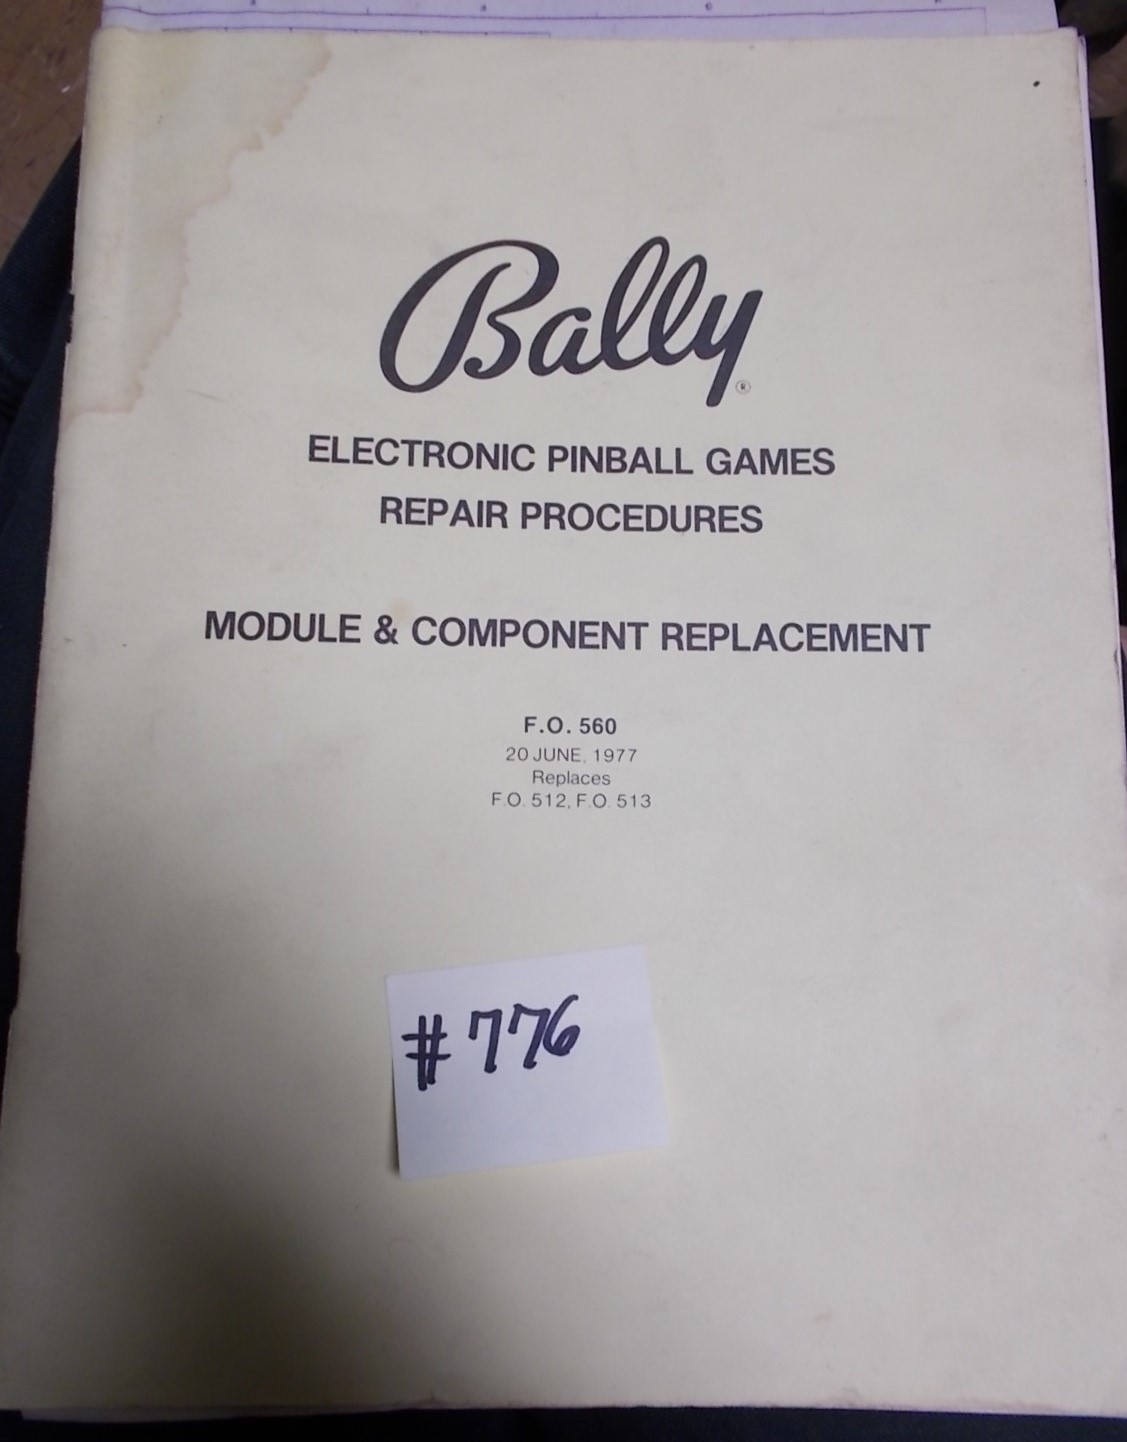 Bally®
ELECTRONIC PINBALL GAMES
REPAIR PROCEDURES
MODULE & COMPONENT REPLACEMENT
F.O. 560
20 JUNE, 1977
Replaces
F.O. 512, F.O. 513
#776